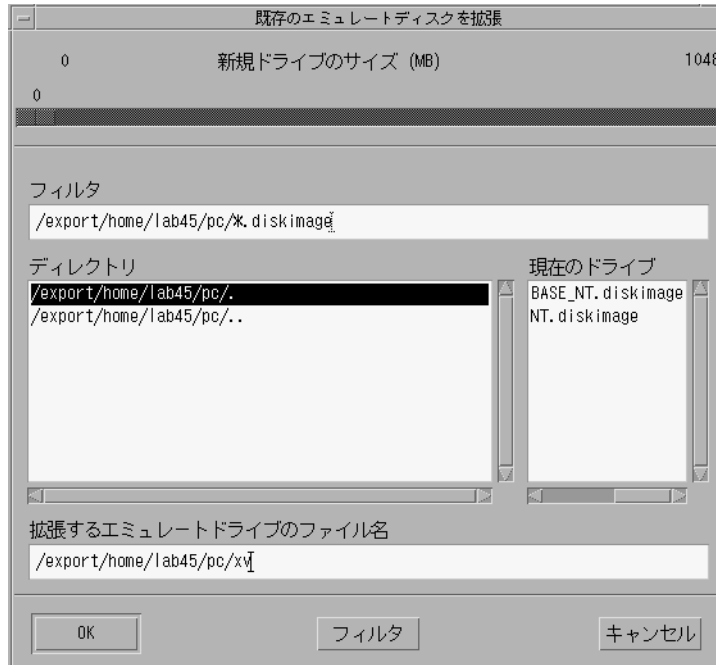 既存のエミュレートディスクを拡張
0 新規ドライブのサイズ (MB) 1048
0
フィルタ
/export/home/lab45/pc/*.diskimage
ディレクトリ 現在のドライブ
/export/home/lab45/pc/. BASE_NT.diskimage
/export/home/lab45/pc/.. NT.diskimage
拡張するエミュレートドライブのファイル名
/export/home/lab45/pc/xv
OK フィルタ キャンセル